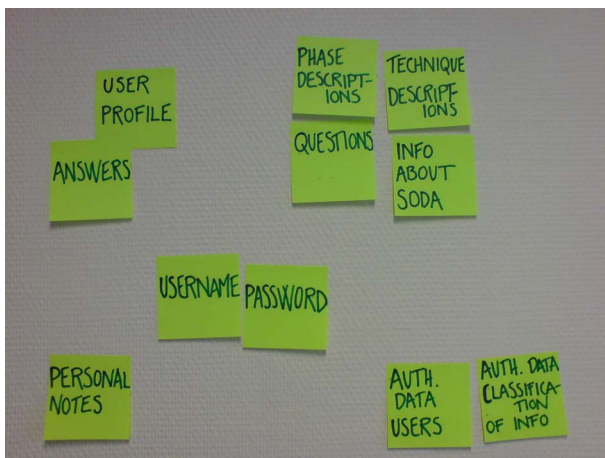 USER
PROFILE
ANSWERS
PHASE
DESCRIPT-
IONS
TECHNIQUE
DESCRIPT-
IONS
QUESTIONS
INFO
ABOUT
SODA
USERNAME
PASSWORD
PERSONAL
NOTES
AUTH.
DATA
USERS
AUTH. DATA
CLASSIFICA-
TION
OF INFO